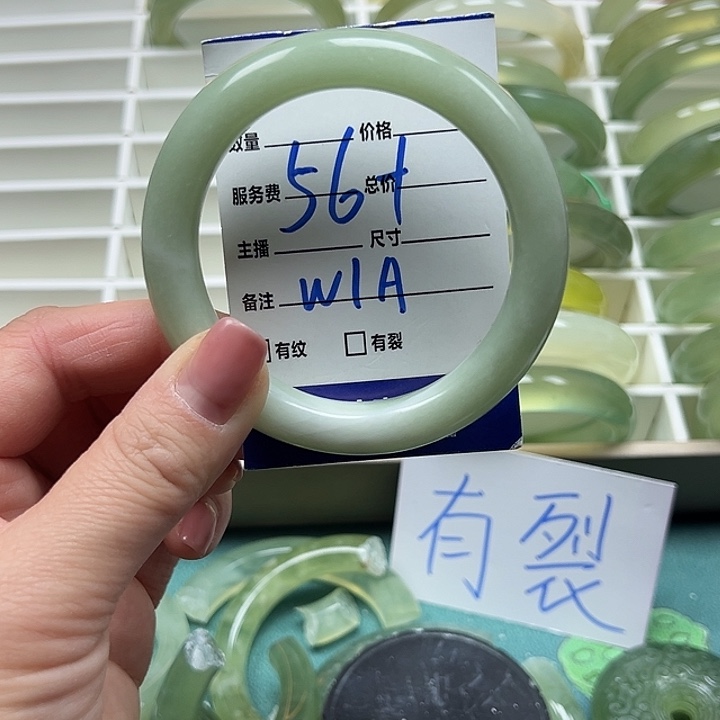 数量 价格
服务费 56+ 总价
主播 尺寸
备注 W1A
有纹 有裂
有裂